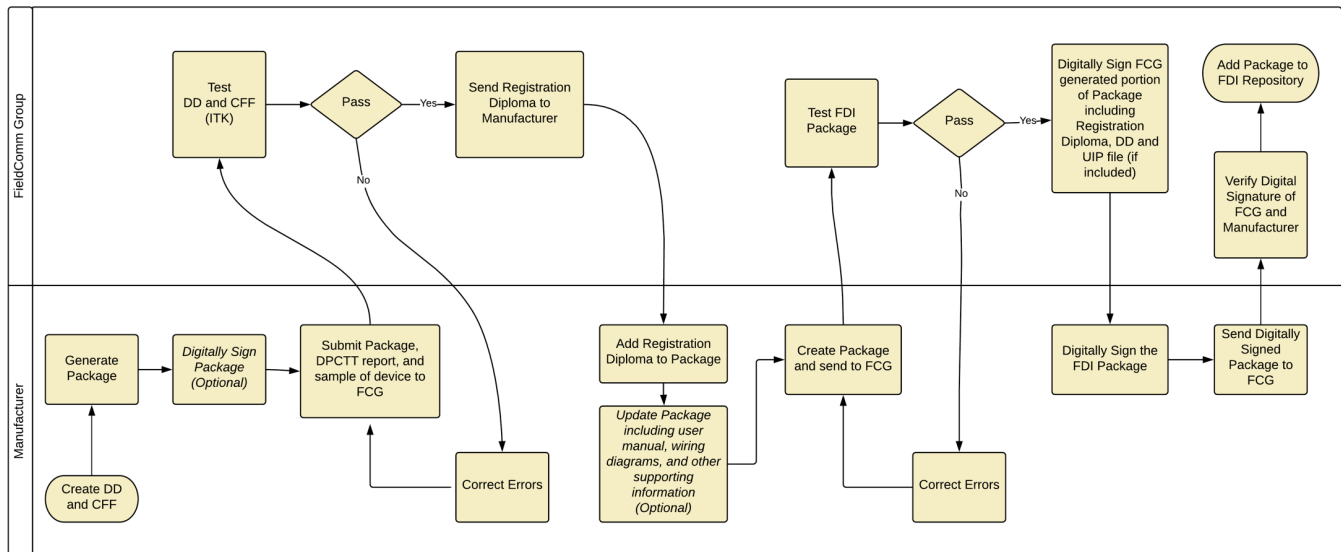 FieldComm Group
Test
DD and CFF
(ITK)
Pass
Yes
No
Send Registration
Diploma to
Manufacturer
Test FDI
Package
Pass
Yes
No
Digitally Sign FCG
generated portion
of Package
including
Registration
Diploma, DD and
UIP file (if
included)
Add Package to
FDI Repository
Verify Digital
Signature of
FCG and
Manufacturer
Manufacturer
Create DD
and CFF
Generate
Package
Digitally Sign
Package
(Optional)
Submit Package,
DPCTT report, and
sample of device to
FCG
Correct Errors
Add Registration
Diploma to Package
Update Package
including user
manual, wiring
diagrams, and other
supporting
information
(Optional)
Create Package
and send to FCG
Correct Errors
Digitally Sign the
FDI Package
Send Digitally
Signed
Package to
FCG